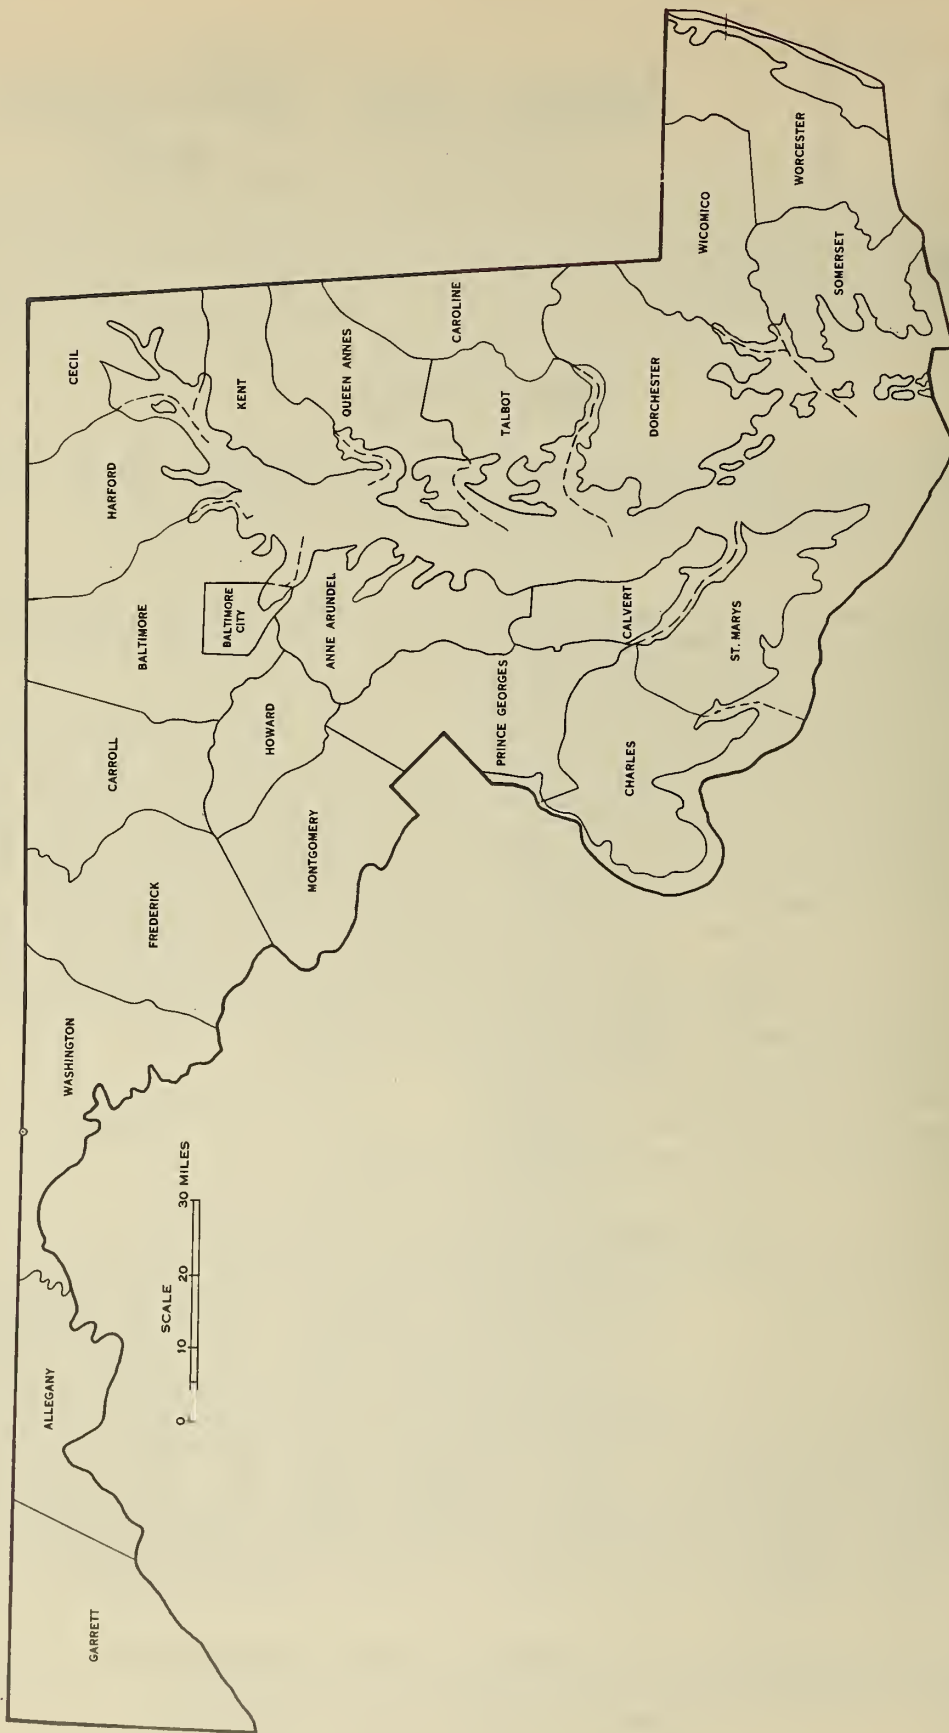 GARRETT
ALLEGANY
WASHINGTON
FREDERICK
CARROLL
BALTIMORE
HARFORD
CECIL
BALTIMORE
CITY
KENT
HOWARD
MONTGOMERY
ANNE ARUNDEL
QUEEN ANNES
CAROLINE
TALBOT
PRINCE GEORGES
CALVERT
CHARLES
ST. MARYS
DORCHESTER
WICOMICO
WORCESTER
SOMERSET
SCALE
0 10 20 30 MILES